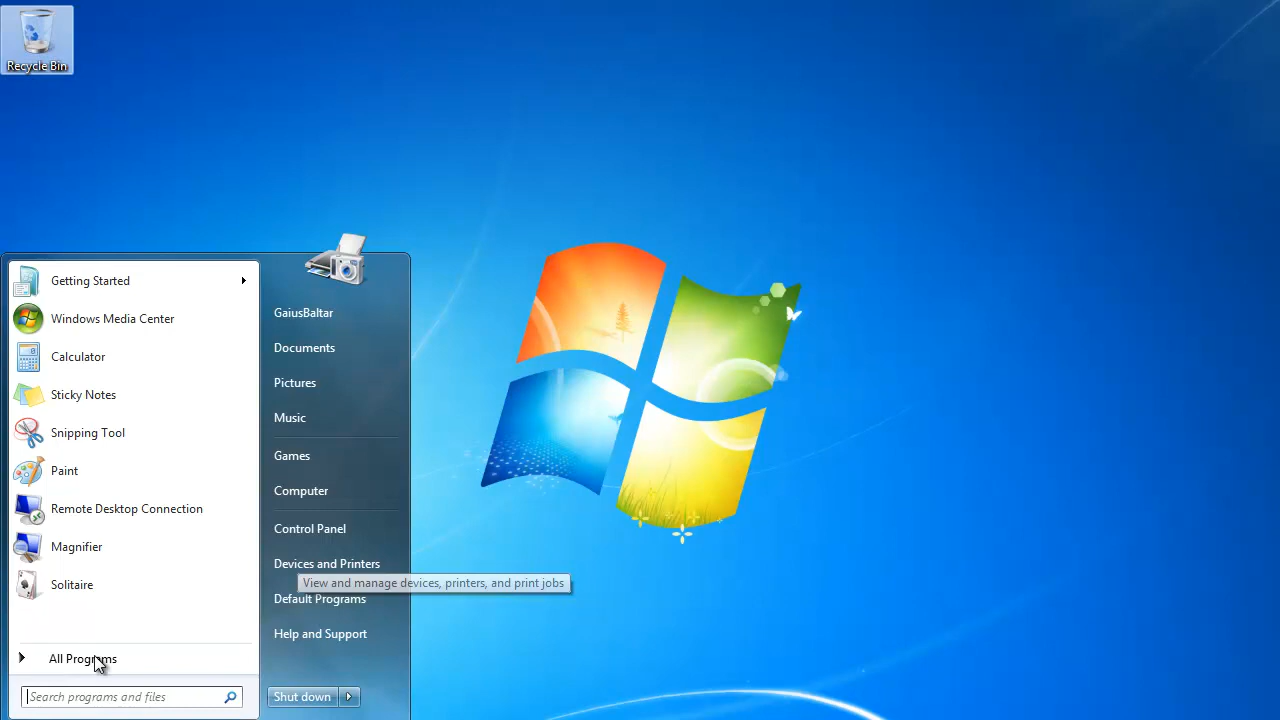 Recycle Bin
Getting Started
Windows Media Center
Calculator
Sticky Notes
Snipping Tool
Paint
Remote Desktop Connection
Magnifier
Solitaire
All Programs
Search programs and files
GaiusBaltar
Documents
Pictures
Music
Games
Computer
Control Panel
Devices and Printers
View and manage devices, printers, and print jobs
Default Programs
Help and Support
Shut down